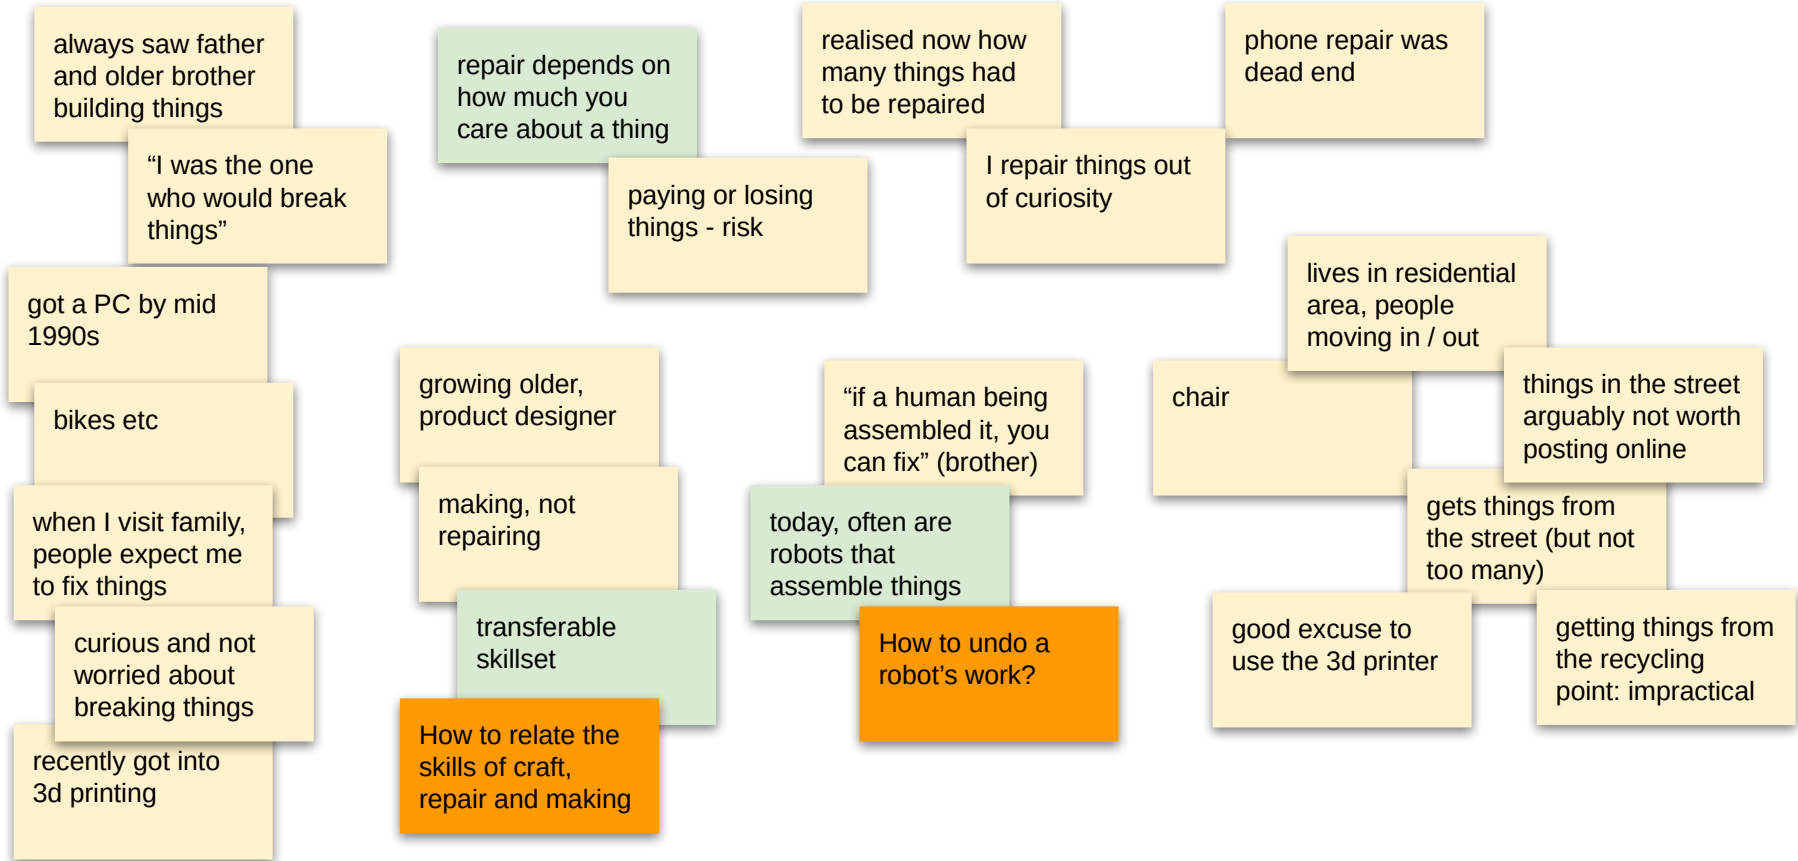 always saw father
and older brother
building things
“I was the one
who would break
things”
got a PC by mid
1990s
bikes etc
when I visit family,
people expect me
to fix things
curious and not
worried about
breaking things
recently got into
3d printing
repair depends on
how much you
care about a thing
paying or losing
things - risk
growing older,
product designer
making, not
repairing
transferable
skillset
How to relate the
skills of craft,
repair and making
realised now how
many things had
to be repaired
I repair things out
of curiosity
phone repair was
dead end
“if a human being
assembled it, you
can fix” (brother)
today, often are
robots that
assemble things
How to undo a
robot’s work?
lives in residential
area, people
moving in / out
chair
things in the street
arguably not worth
posting online
gets things from
the street (but not
too many)
good excuse to
use the 3d printer
getting things from
the recycling
point: impractical